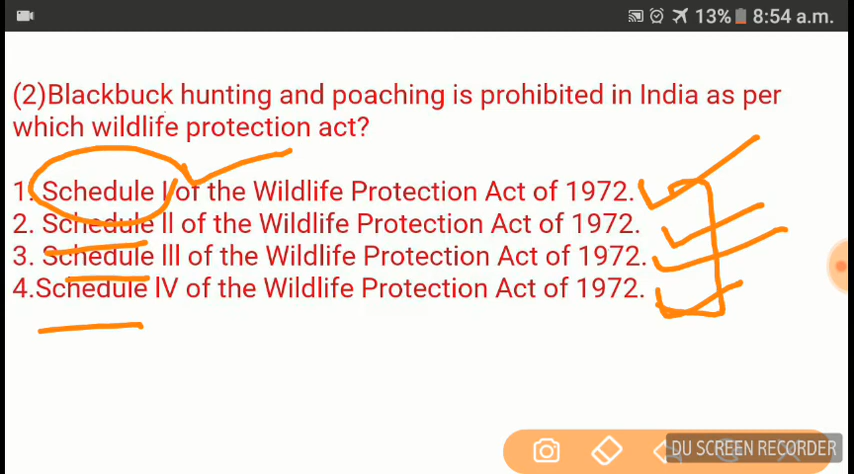 13% 8:54 a.m.
(2)Blackbuck hunting and poaching is prohibited in India as per
which wildlife protection act?
1. Schedule I of the Wildlife Protection Act of 1972.
2. Schedule II of the Wildlife Protection Act of 1972.
3. Schedule III of the Wildlife Protection Act of 1972.
4.Schedule IV of the Wildlife Protection Act of 1972.
DU SCREEN RECORDER